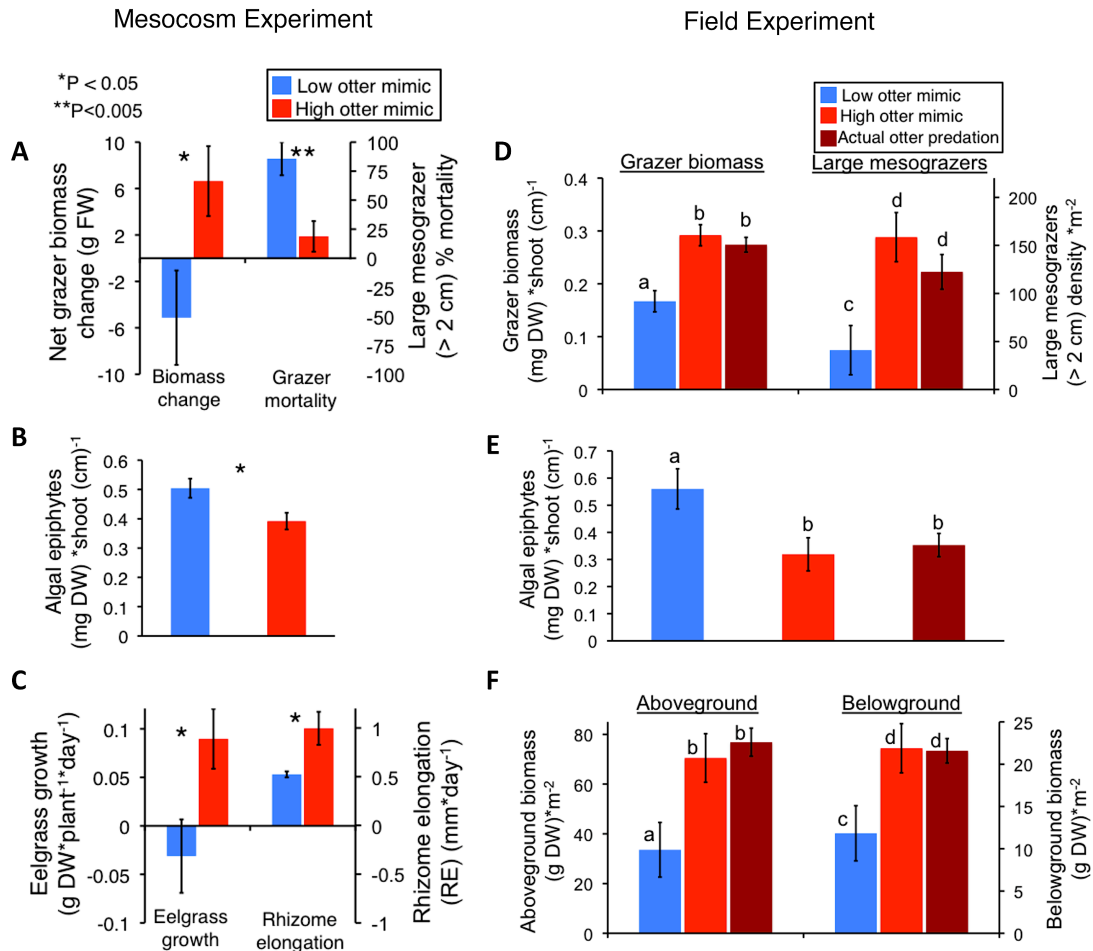 Mesocosm Experiment
Field Experiment
*P < 0.05
**P<0.005
Low otter mimic
High otter mimic
Low otter mimic
High otter mimic
Actual otter predation
A
Net grazer biomass
change (g FW)
10
6
2
-2
-6
-10
*
**
Biomass
change
Grazer
mortality
100
75
50
25
0
-25
-50
-75
-100
Large mesograzer
(> 2 cm) % mortality
D
Grazer biomass
Large mesograzers
Grazer biomass
(mg DW) *shoot (cm)-1
0.4
0.3
0.2
0.1
0
a
b
b
c
d
d
200
150
100
50
0
Large mesograzers
(> 2 cm) density *m-2
B
Algal epiphytes
(mg DW) *shoot (cm)-1
0.6
0.5
0.4
0.3
0.2
0.1
0
*
E
Algal epiphytes
(mg DW) *shoot (cm)-1
0.7
0.6
0.5
0.4
0.3
0.2
0.1
0
a
b
b
C
Eelgrass growth
(g DW*plant-1*day-1)
0.1
0.05
0
-0.05
-0.1
*
*
Eelgrass
growth
Rhizome
elongation
1
0.5
0
-0.5
-1
Rhizome elongation
(RE) (mm*day-1)
F
Aboveground
Belowground
Aboveground biomass
(g DW)*m-2
80
60
40
20
0
a
b
b
c
d
d
25
20
15
10
5
0
Belowground biomass
(g DW)*m-2